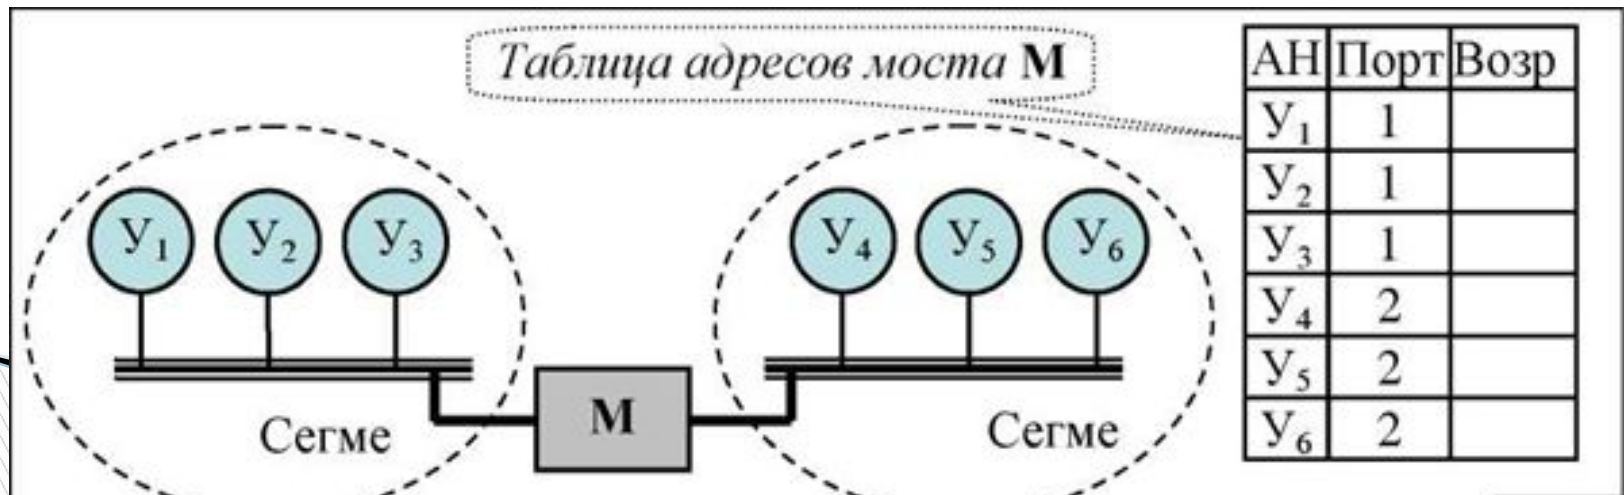 Таблица адресов моста М
АН Порт Возр
У1 1
У2 1
У3 1
У4 2
У5 2
У6 2
У1 У2 У3 У4 У5 У6
Сегме М Сегме